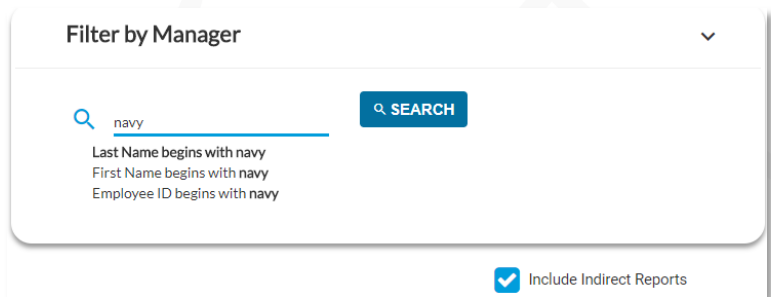 Filter by Manager
navy
SEARCH
Last Name begins with navy
First Name begins with navy
Employee ID begins with navy
Include Indirect Reports